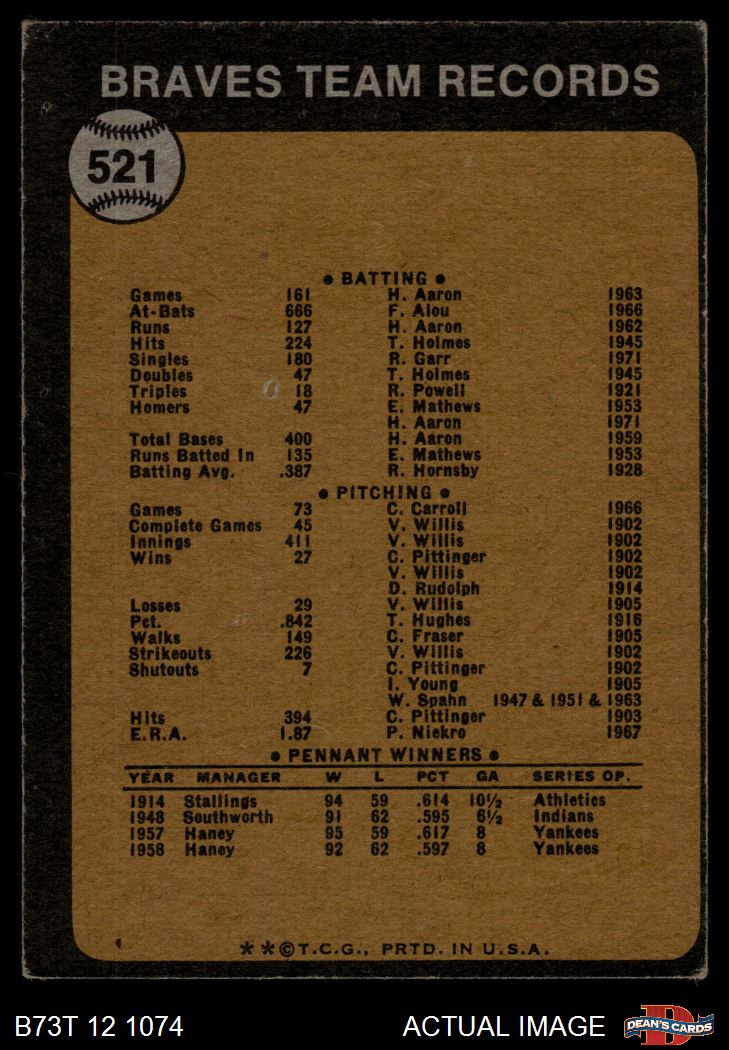 BRAVES TEAM RECORDS
521
● BATTING ●
Games 161 H. Aaron 1963
At-Bats 666 F. Alou 1966
Runs 127 H. Aaron 1962
Hits 224 T. Holmes 1945
Singles 180 R. Garr 1971
Doubles 47 T. Holmes 1945
Triples 18 R. Powell 1921
Homers 47 E. Mathews 1953
H. Aaron 1971
Total Bases 400 H. Aaron 1959
Runs Batted In 135 E. Mathews 1953
Batting Avg. .387 R. Hornsby 1928
● PITCHING ●
Games 73 C. Carroll 1966
Complete Games 45 V. Willis 1902
Innings 411 V. Willis 1902
Wins 27 C. Pittinger 1902
V. Willis 1902
D. Rudolph 1914
Losses 29 V. Willis 1905
Pct. .842 T. Hughes 1916
Walks 149 C. Fraser 1905
Strikeouts 226 V. Willis 1902
Shutouts 7 C. Pittinger 1902
I. Young 1905
W. Spahn 1947 & 1951 & 1963
Hits 394 C. Pittinger 1903
E.R.A. 1.87 P. Niekro 1967
● PENNANT WINNERS ●
YEAR MANAGER W L PCT GA SERIES OP.
1914 Stallings 94 59 .614 10½ Athletics
1948 Southworth 91 62 .595 6½ Indians
1957 Haney 95 59 .617 8 Yankees
1958 Haney 92 62 .597 8 Yankees
**©T.C.G., PRTD. IN U.S.A.
B73T 12 1074 ACTUAL IMAGE D DEAN'S CARDS